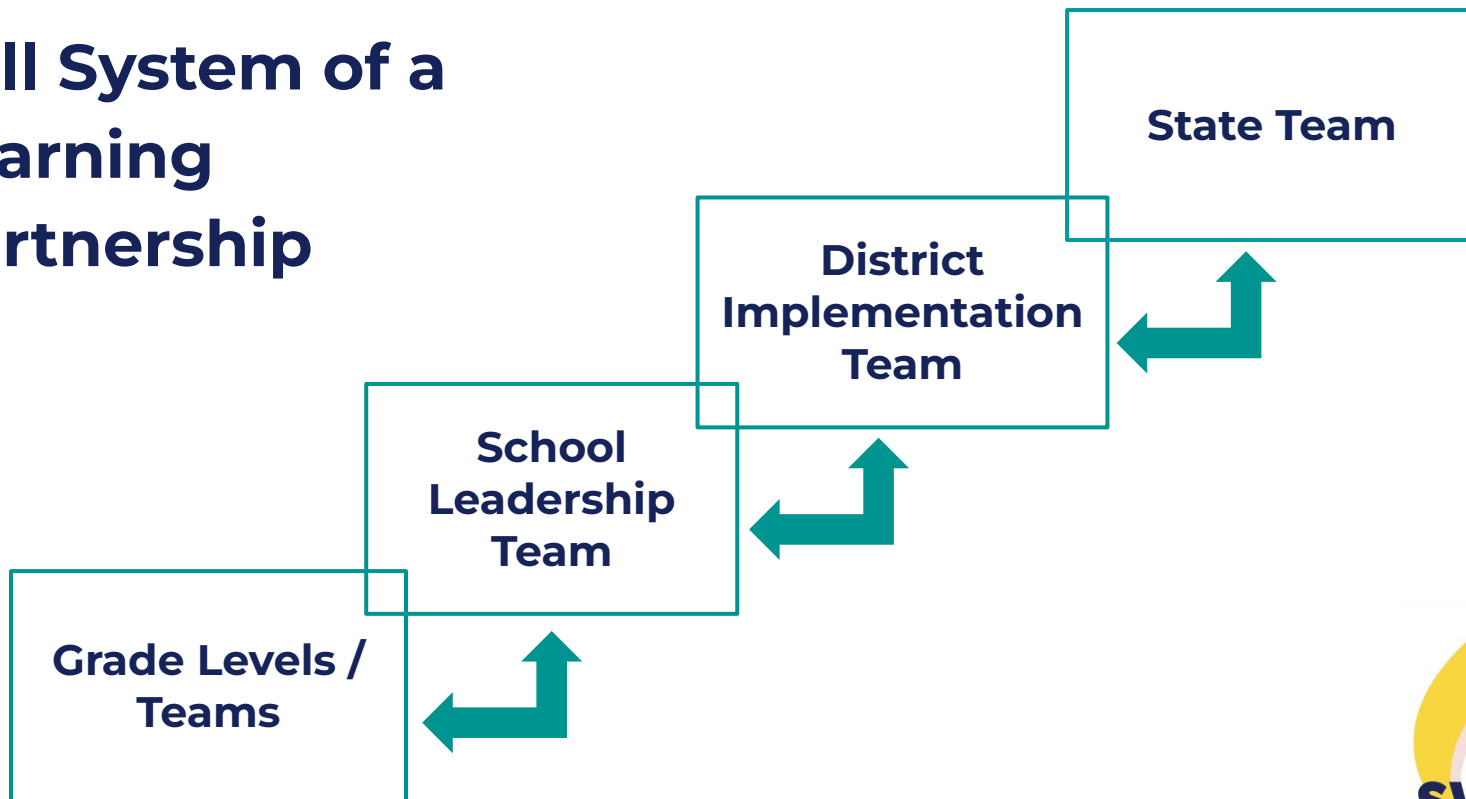 ll System of a
arning
rtnership
State Team
District
Implementation
Team
School
Leadership
Team
Grade Levels /
Teams